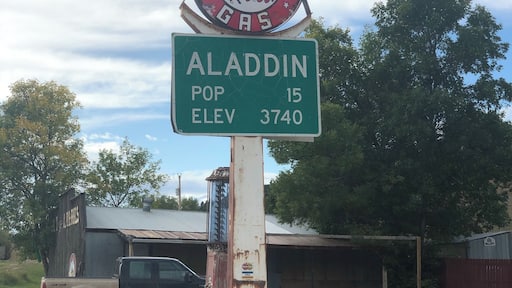 GAS
ALADDIN
POP 15
ELEV 3740